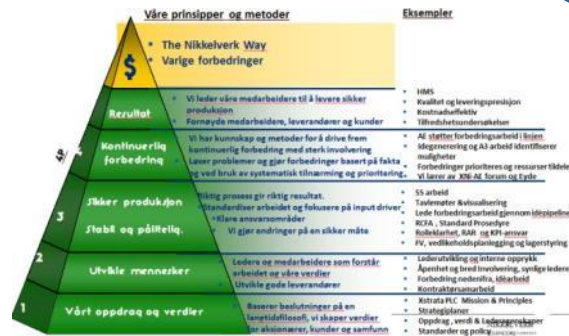 Våre prinsipper og metoder
Eksempler
$
• The Nikkelverk Way
• Varige forbedringer
Resultat
• Vi leder våre medarbeidere til å levere sikker
produksjon
• Fornøyde medarbeidere, leverandører og kunder
• HMS
• Kvalitet og leveringspresisjon
• Kostnadseffektiv
• Tilfredshetsundersøkelser
4P
Kontinuerlig
forbedring
Vi har kunnskap og metoder for å drive frem
kontinuerlig forbedring med sterk involvering
• Løser problemer og gjør forbedringer basert på fakta
og ved bruk av systematisk tilnærming og prioritering.
• AE støtter forbedringsarbeid i linjen
• Idegenerering og A3 arbeid identifiserer
muligheter
• Forbedringer prioriteres og ressurser tildele
• Vi lærer av XNi-AE forum og Eyde
3
Sikker produksjon
Stabil og pålitelig.
Riktig prosess gir riktig resultat.
• Standardiser arbeidet og fokusere på input driver
• Klare ansvarsområder
• Vi gjør endringer på en sikker måte
• 5S arbeid
• Tavlemøter & visualisering
• Lede forbedringsarbeid gjennom idèpipeline
• RCFA, Standard Prosedyre
• Rolleklarhet, RAR og KPI-ansvar
• FV, vedlikeholdsplanlegging og lagerstyring
2
Utvikle mennesker
Ledere og medarbeidere som forstår
arbeidet og våre verdier
• Utvikle gode leverandører
• Lederutvikling og interne opprykk
• Åpenhet og bred Involvering, synlige ledere
• Forbedring nedenifra, idèarbeid
• Kontraktørsamarbeid
1
Vårt oppdrag og verdier
Baserer beslutninger på en
langtidsfilosofi, vi skaper verdier
for aksjonærer, kunder og samfunn
• Xstrata PLC Mission & Principles
• Strategiplaner
• Oppdrag, verdi & Lederegenskaper
• Standarder og policy